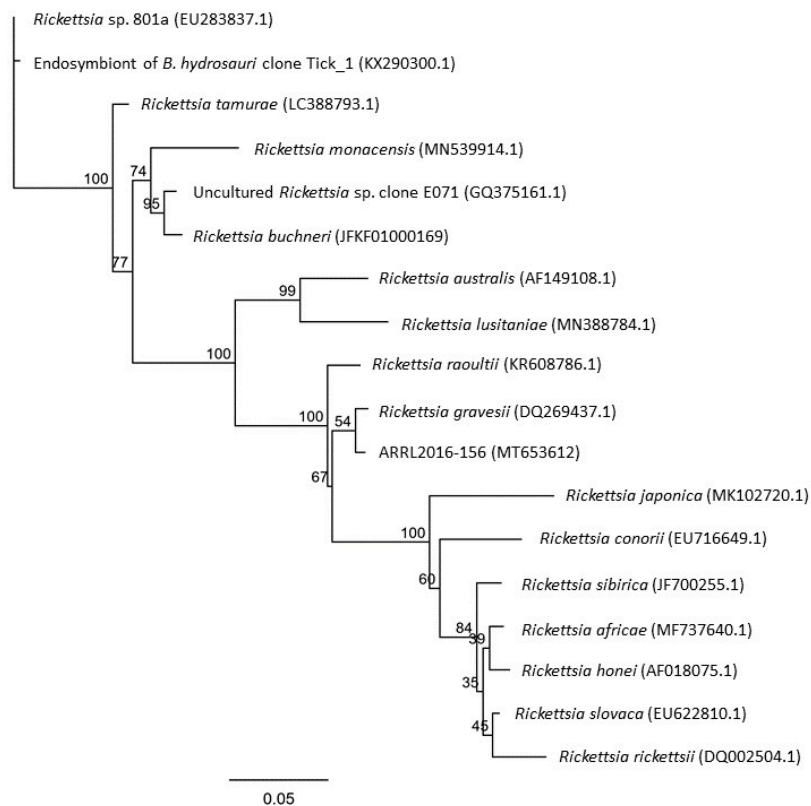 Rickettsia sp. 801a (EU283837.1)
Endosymbiont of B. hydrosauri clone Tick_1 (KX290300.1)
Rickettsia tamurae (LC388793.1)
Rickettsia monacensis (MN539914.1)
74
100
Uncultured Rickettsia sp. clone E071 (GQ375161.1)
95
Rickettsia buchneri (JFKF01000169)
77
Rickettsia australis (AF149108.1)
99
Rickettsia lusitaniae (MN388784.1)
100
Rickettsia raoultii (KR608786.1)
Rickettsia gravesii (DQ269437.1)
100
54
ARRL2016-156 (MT653612)
67
Rickettsia japonica (MK102720.1)
100
Rickettsia conorii (EU716649.1)
60
Rickettsia sibirica (JF700255.1)
84
Rickettsia africae (MF737640.1)
39
Rickettsia honei (AF018075.1)
35
Rickettsia slovaca (EU622810.1)
45
Rickettsia rickettsii (DQ002504.1)
0.05